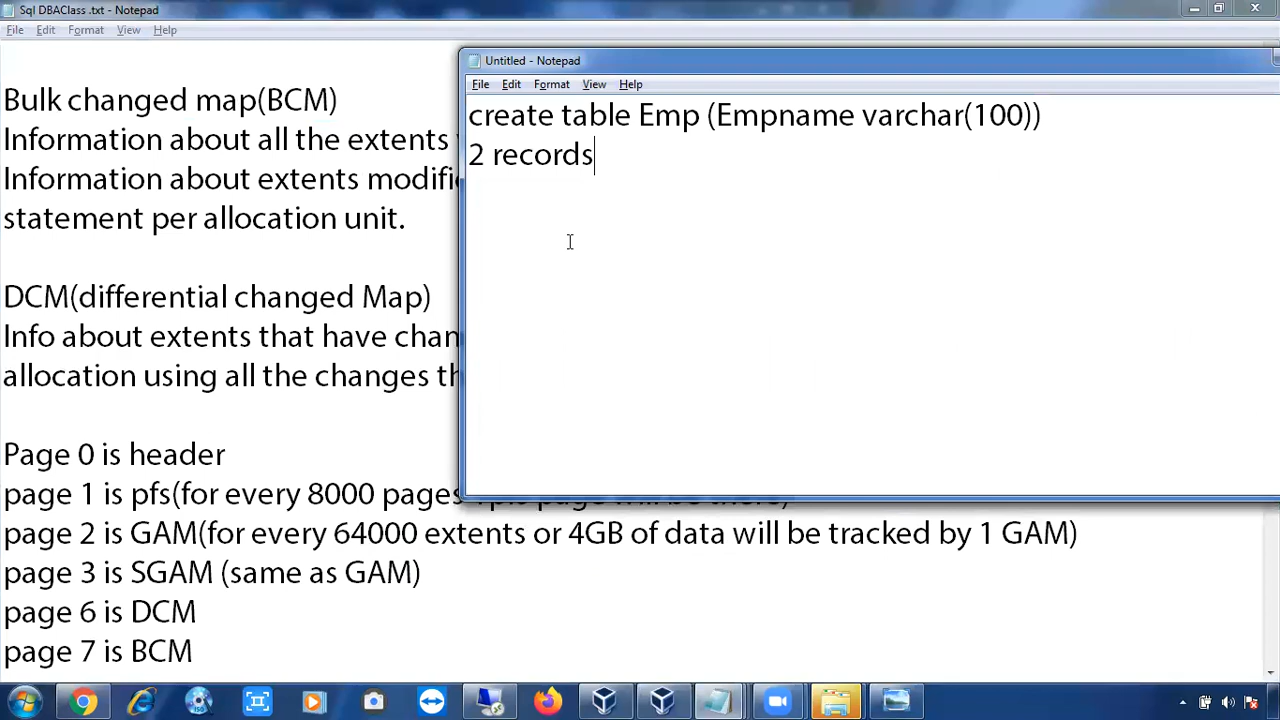 Sql DBAClass .txt - Notepad
File Edit Format View Help
Bulk changed map(BCM)
Information about all the extents
Information about extents modifi
statement per allocation unit.
DCM(differential changed Map)
Info about extents that have chan
allocation using all the changes th
Page 0 is header
page 1 is pfs(for every 8000 pages
page 2 is GAM(for every 64000 extents or 4GB of data will be tracked by 1 GAM)
page 3 is SGAM (same as GAM)
page 6 is DCM
page 7 is BCM
Untitled - Notepad
File Edit Format View Help
create table Emp (Empname varchar(100))
2 records